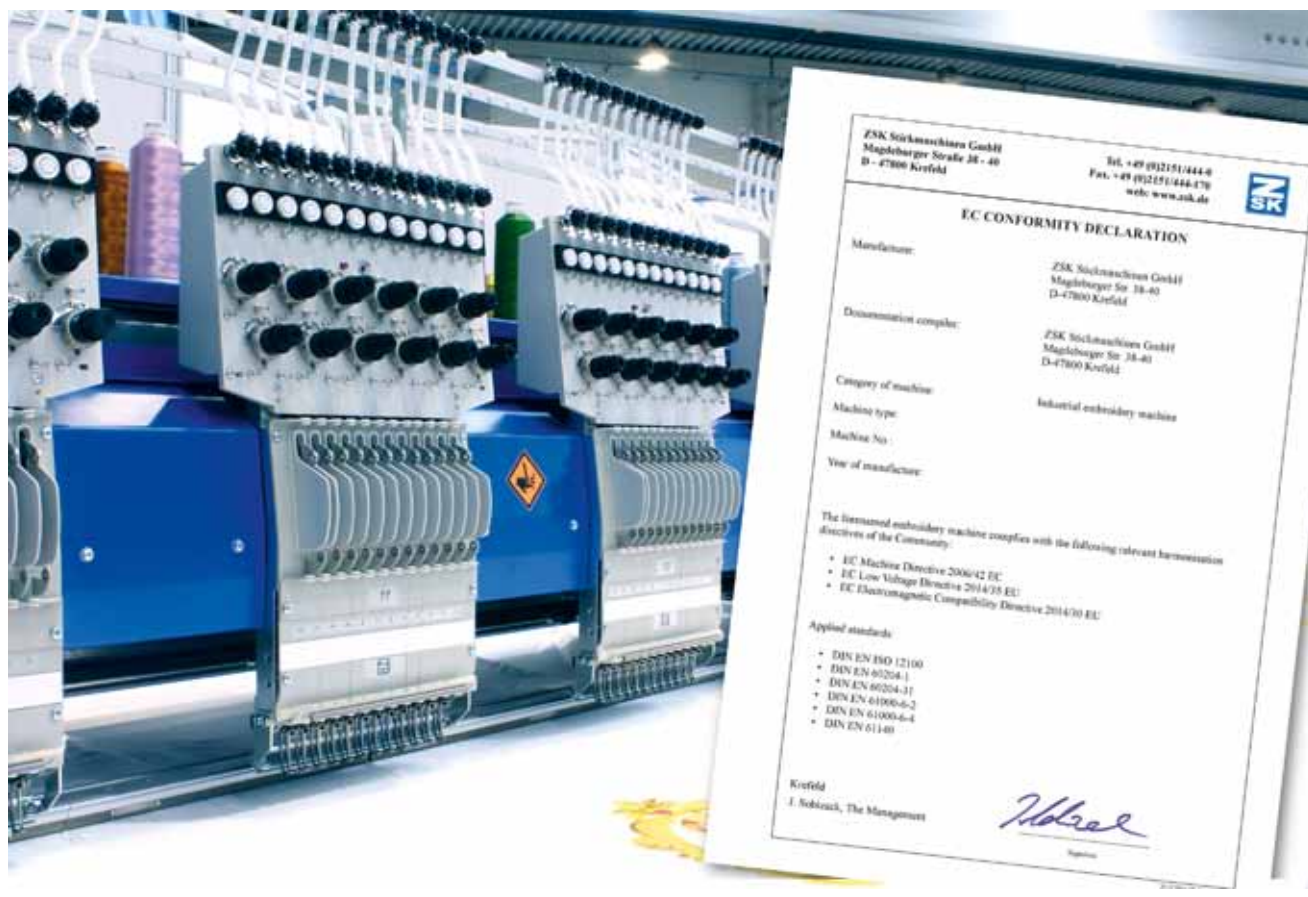 ZSK Stickmaschinen GmbH
Magdeburger Straße 38 - 40
D - 47800 Krefeld
Tel. +49 (0)2151/444-0
Fax. +49 (0)2151/444-170
web: www.zsk.de
ZSK
EC CONFORMITY DECLARATION
Manufacturer:
ZSK Stickmaschinen GmbH
Magdeburger Str. 38-40
D-47800 Krefeld
Documentation compiler:
ZSK Stickmaschinen GmbH
Magdeburger Str. 38-40
D-47800 Krefeld
Category of machine:
Industrial embroidery machine
Machine type:
Machine No :
Year of manufacture:
The embroidery machine complies with the following relevant harmonisation
directives of the Community:
• EC Machine Directive 2006/42 EC
• EC Low Voltage Directive 2014/35 EU
• EC Electromagnetic Compatibility Directive 2014/30 EU
Applied standards:
• DIN EN ISO 12100
• DIN EN 60204-1
• DIN EN 60204-31
• DIN EN 61000-6-2
• DIN EN 61000-6-4
• DIN EN 61140
Krefeld
J. Nobizack, The Management
Signature